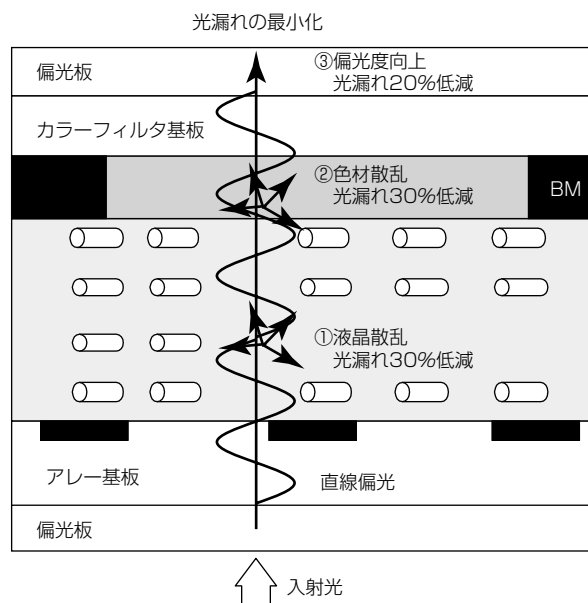 光漏れの最小化
偏光板
③偏光度向上
光漏れ20%低減
カラーフィルタ基板
②色材散乱
光漏れ30%低減
BM
①液晶散乱
光漏れ30%低減
アレー基板
直線偏光
偏光板
入射光